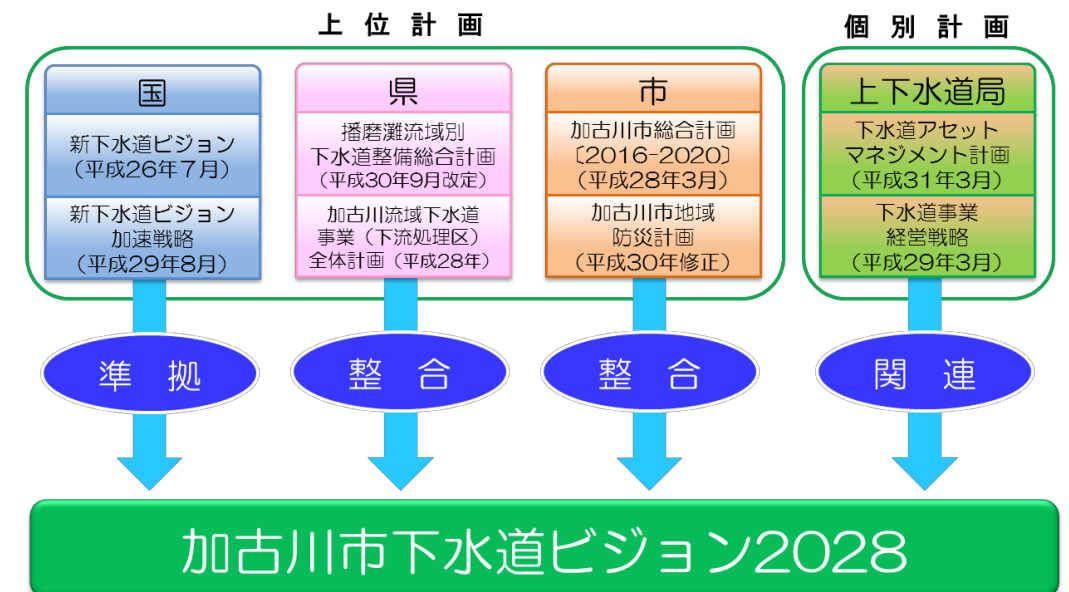 上位計画
個別計画
国
新下水道ビジョン
(平成26年7月)
新下水道ビジョン
加速戦略
(平成29年8月)
県
播磨灘流域別
下水道整備総合計画
(平成30年9月改定)
加古川流域下水道
事業(下流処理区)
全体計画(平成28年)
市
加古川市総合計画
〔2016-2020〕
(平成28年3月)
加古川市地域
防災計画
(平成30年修正)
上下水道局
下水道アセット
マネジメント計画
(平成31年3月)
下水道事業
経営戦略
(平成29年3月)
準拠
整合
整合
関連
加古川市下水道ビジョン2028